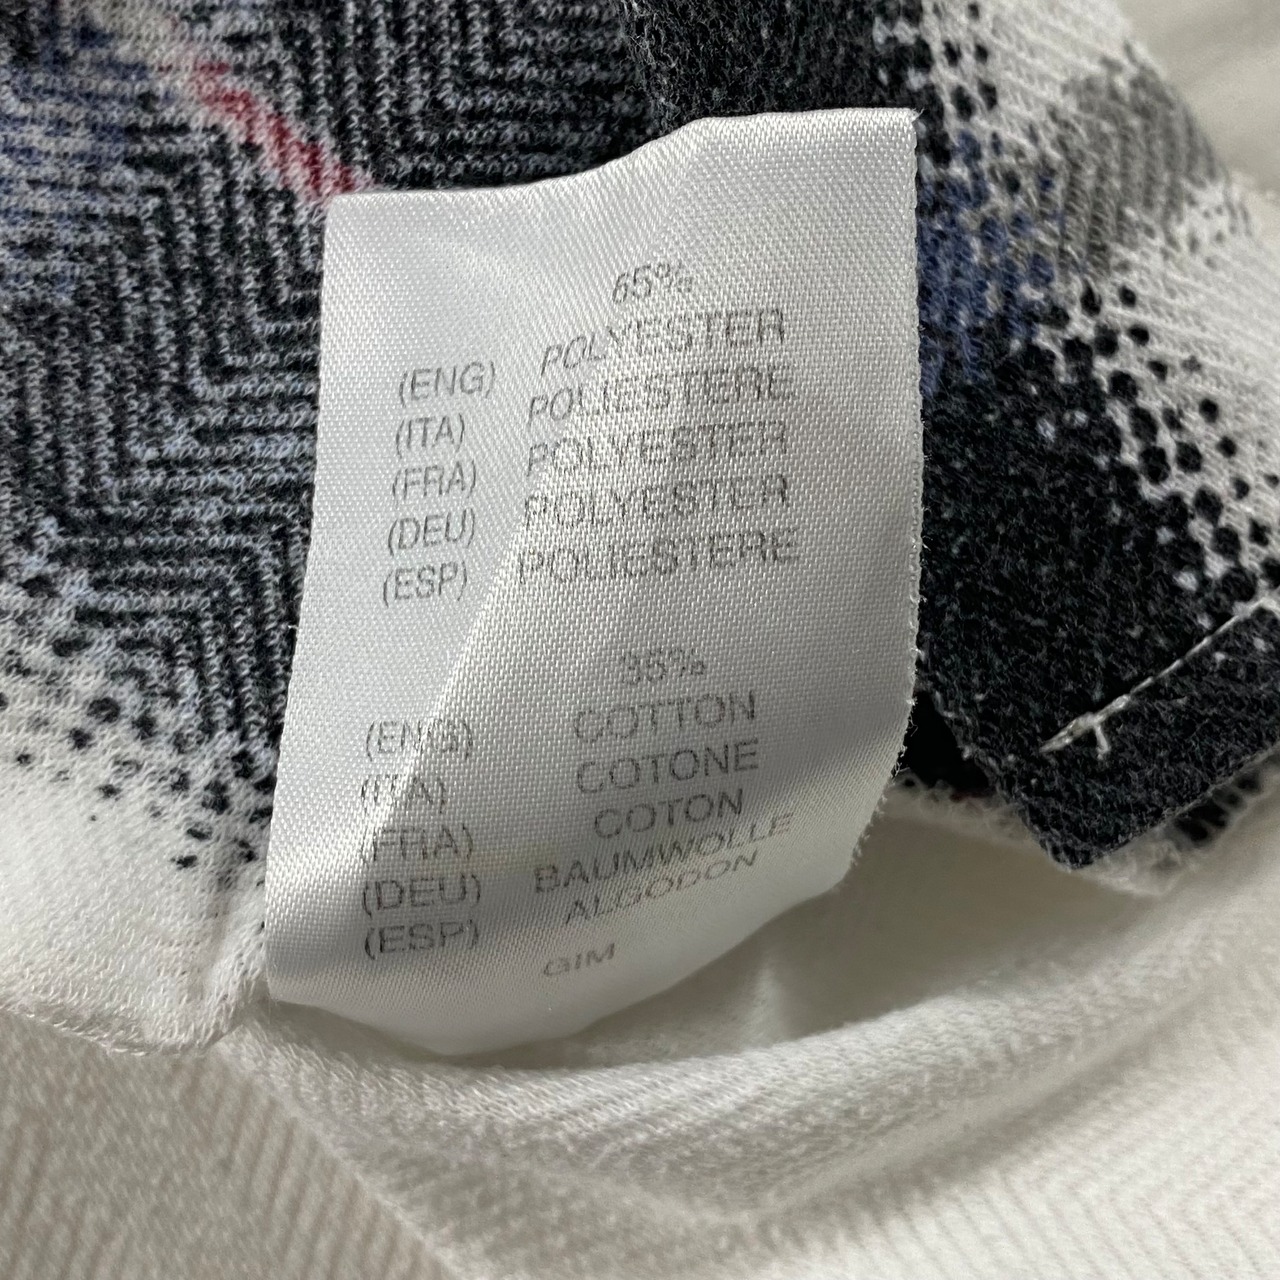 65%
(ENG) POLYESTER
(ITA) POLIESTERE
(FRA) POLYESTER
(DEU) POLYESTER
(ESP) POLIESTERE
35%
(ENG) COTTON
(ITA) COTONE
(FRA) COTON
(DEU) BAUMWOLLE
(ESP) ALGODON
GIM